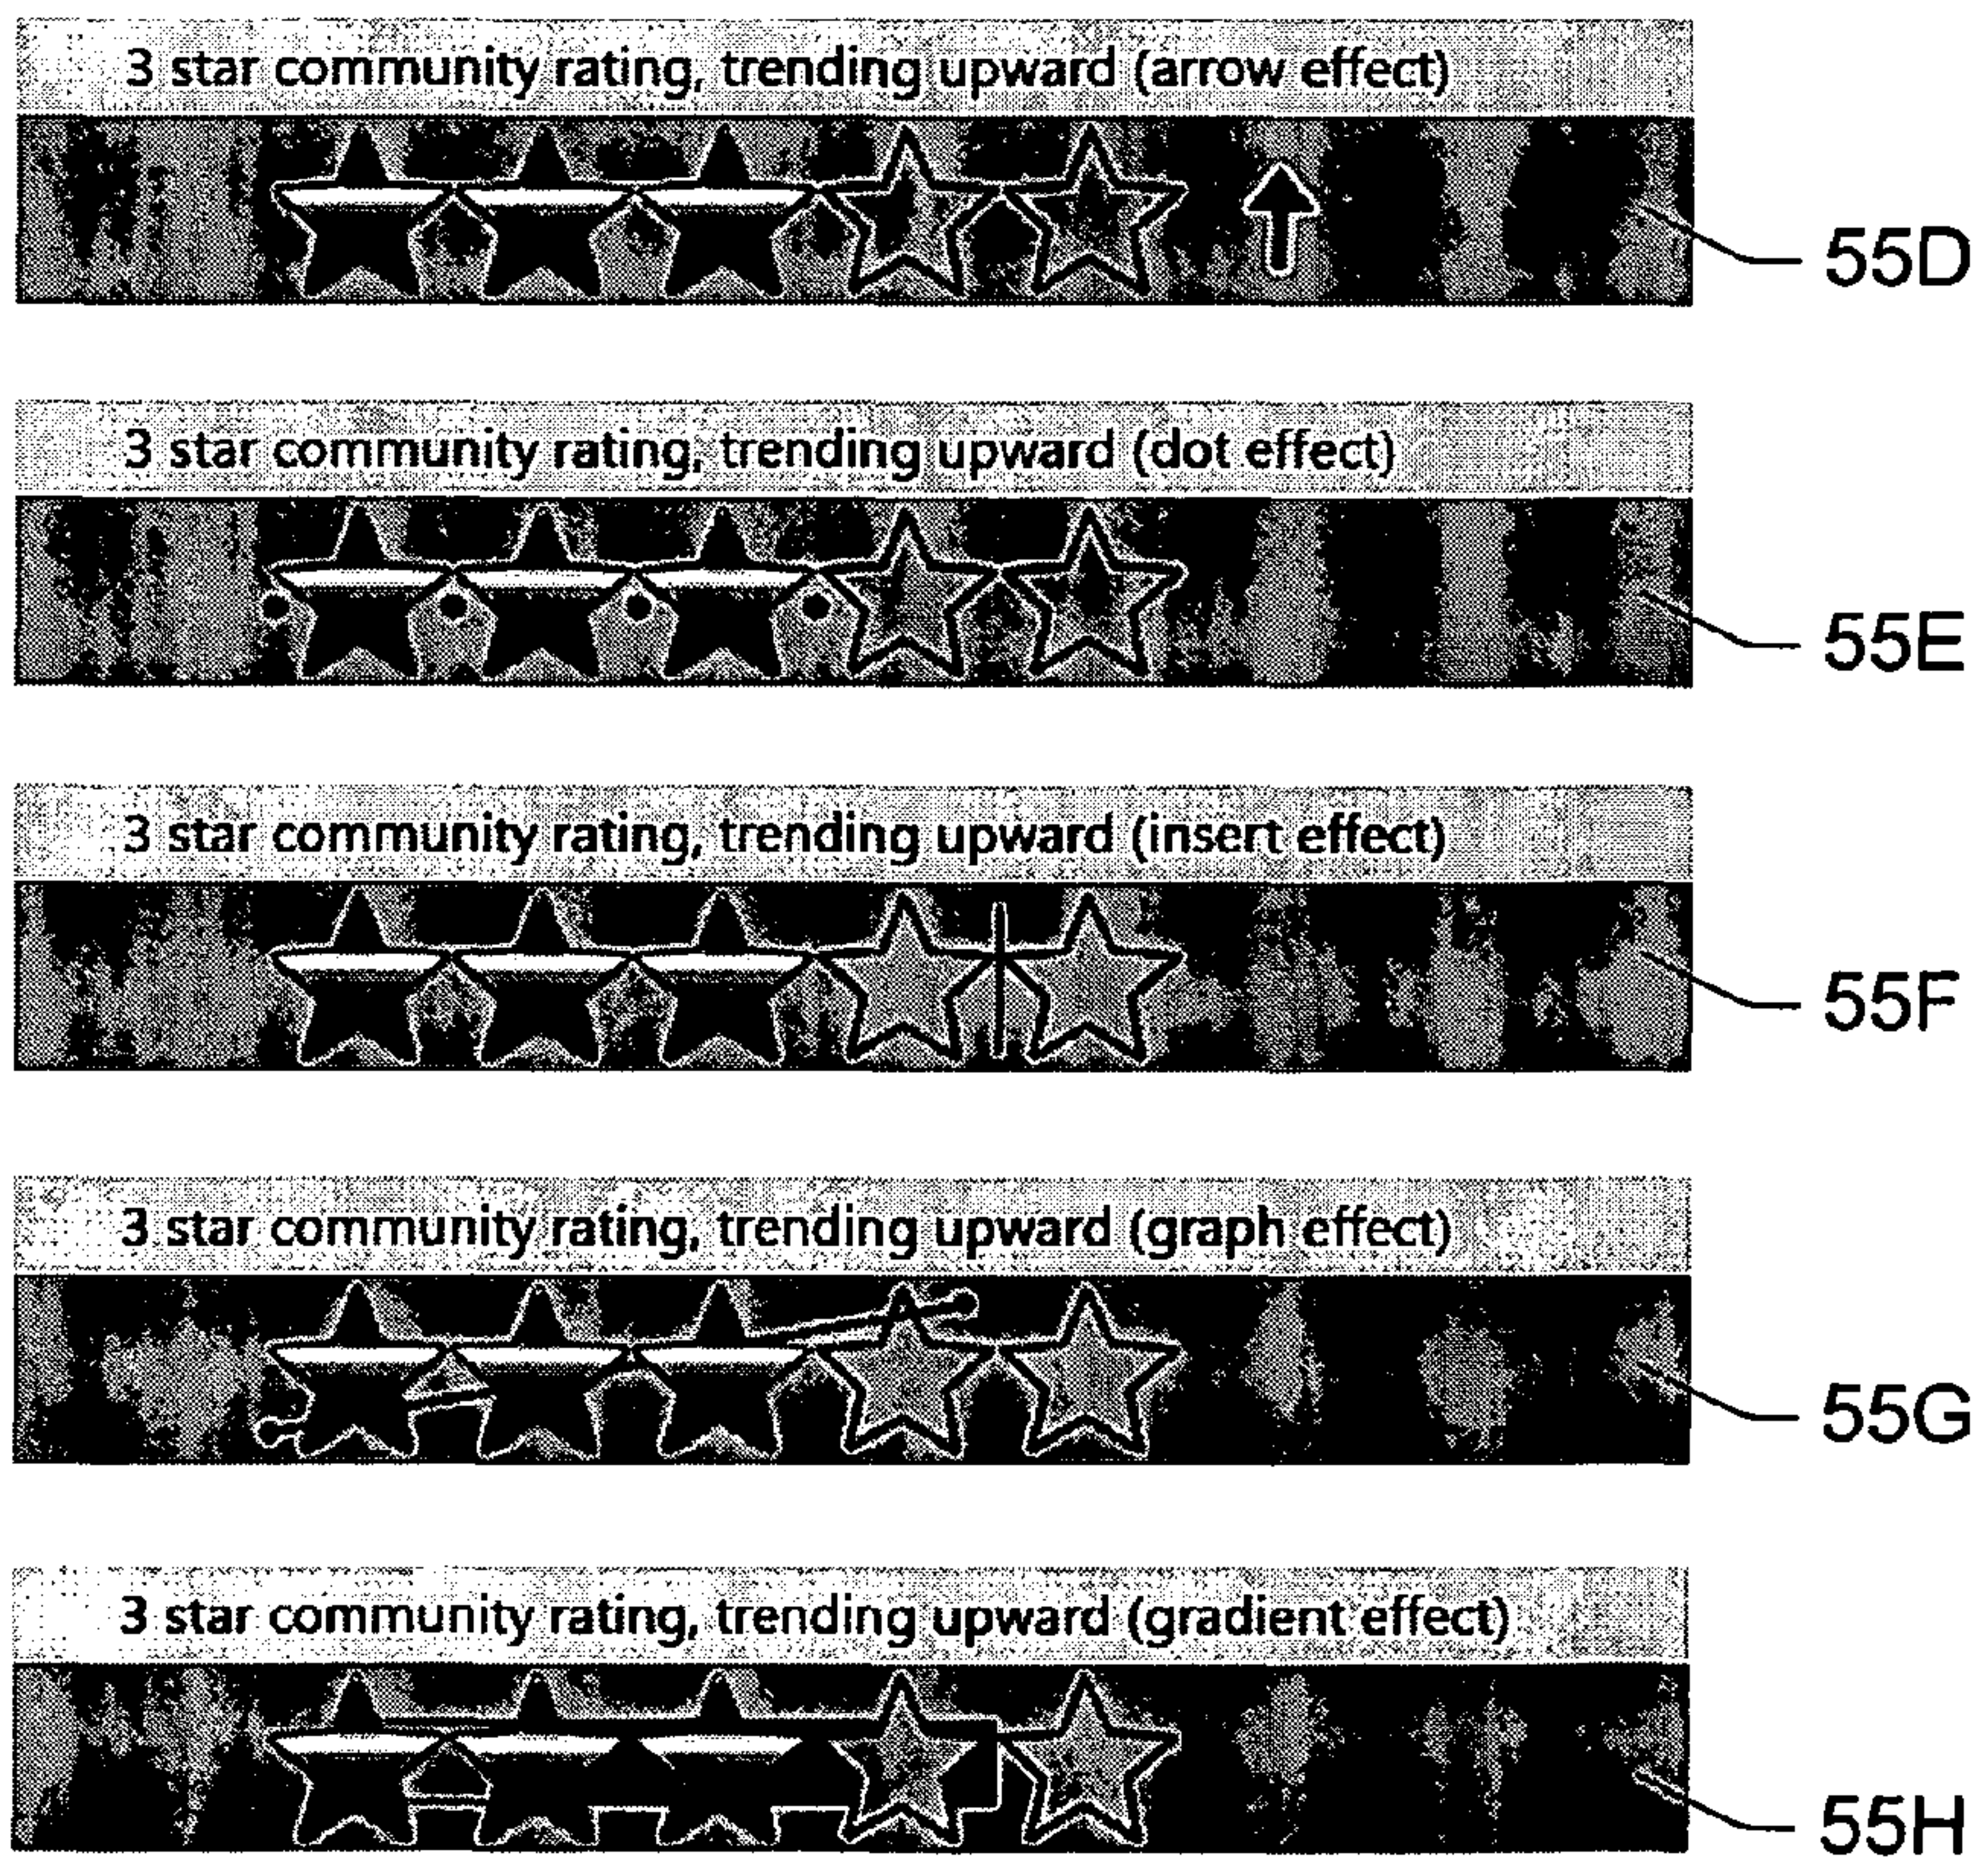 3 star community rating, trending upward (arrow effect)
55D
3 star community rating, trending upward (dot effect)
55E
3 star community rating, trending upward (insert effect)
55F
3 star community rating, trending upward (graph effect)
55G
3 star community rating, trending upward (gradient effect)
55H